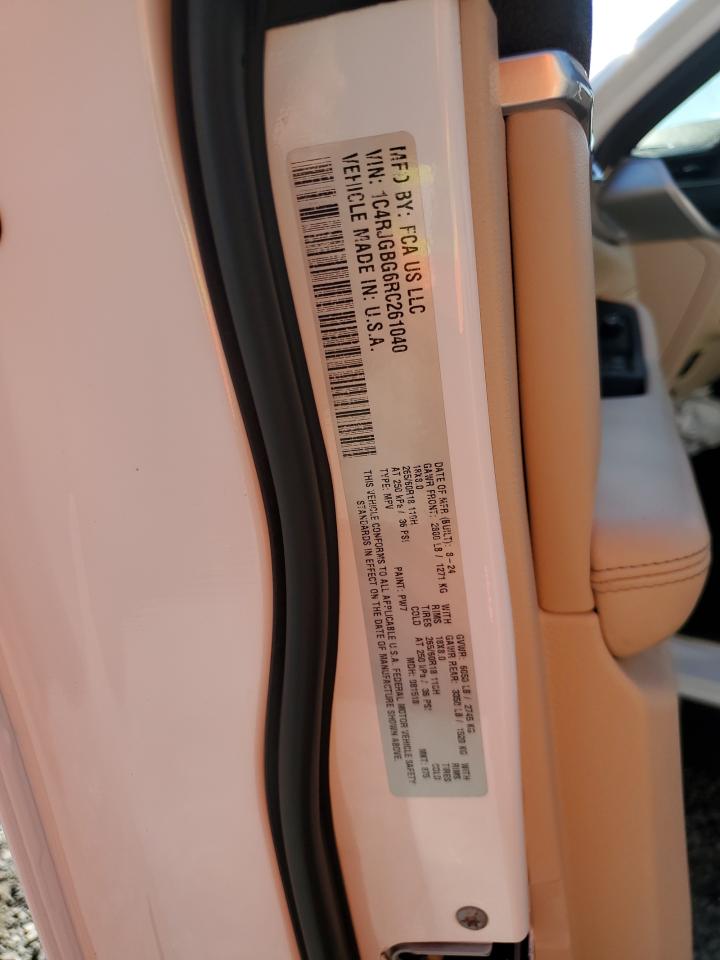 MFD BY: FCA US LLC
VIN: 1C4RJGBG6RC261040
VEHICLE MADE IN: U.S.A.
DATE OF MFR (BUILT): 8-24 GVWR: 6050 LB / 2745 KG
GAWR FRONT: 2800 LB / 1271 KG WITH GAWR REAR: 3350 LB / 1520 KG WITH
18X8.0 RIMS 18X8.0 RIMS
265/60R18 110H TIRES 265/60R18 110H TIRES
AT 250 kPa / 36 PSI COLD AT 250 kPa / 36 PSI COLD
TYPE: MPV PAINT: PW7 MDH: 081518 MKT: 875
THIS VEHICLE CONFORMS TO ALL APPLICABLE U.S.A. FEDERAL MOTOR VEHICLE SAFETY
STANDARDS IN EFFECT ON THE DATE OF MANUFACTURE SHOWN ABOVE.